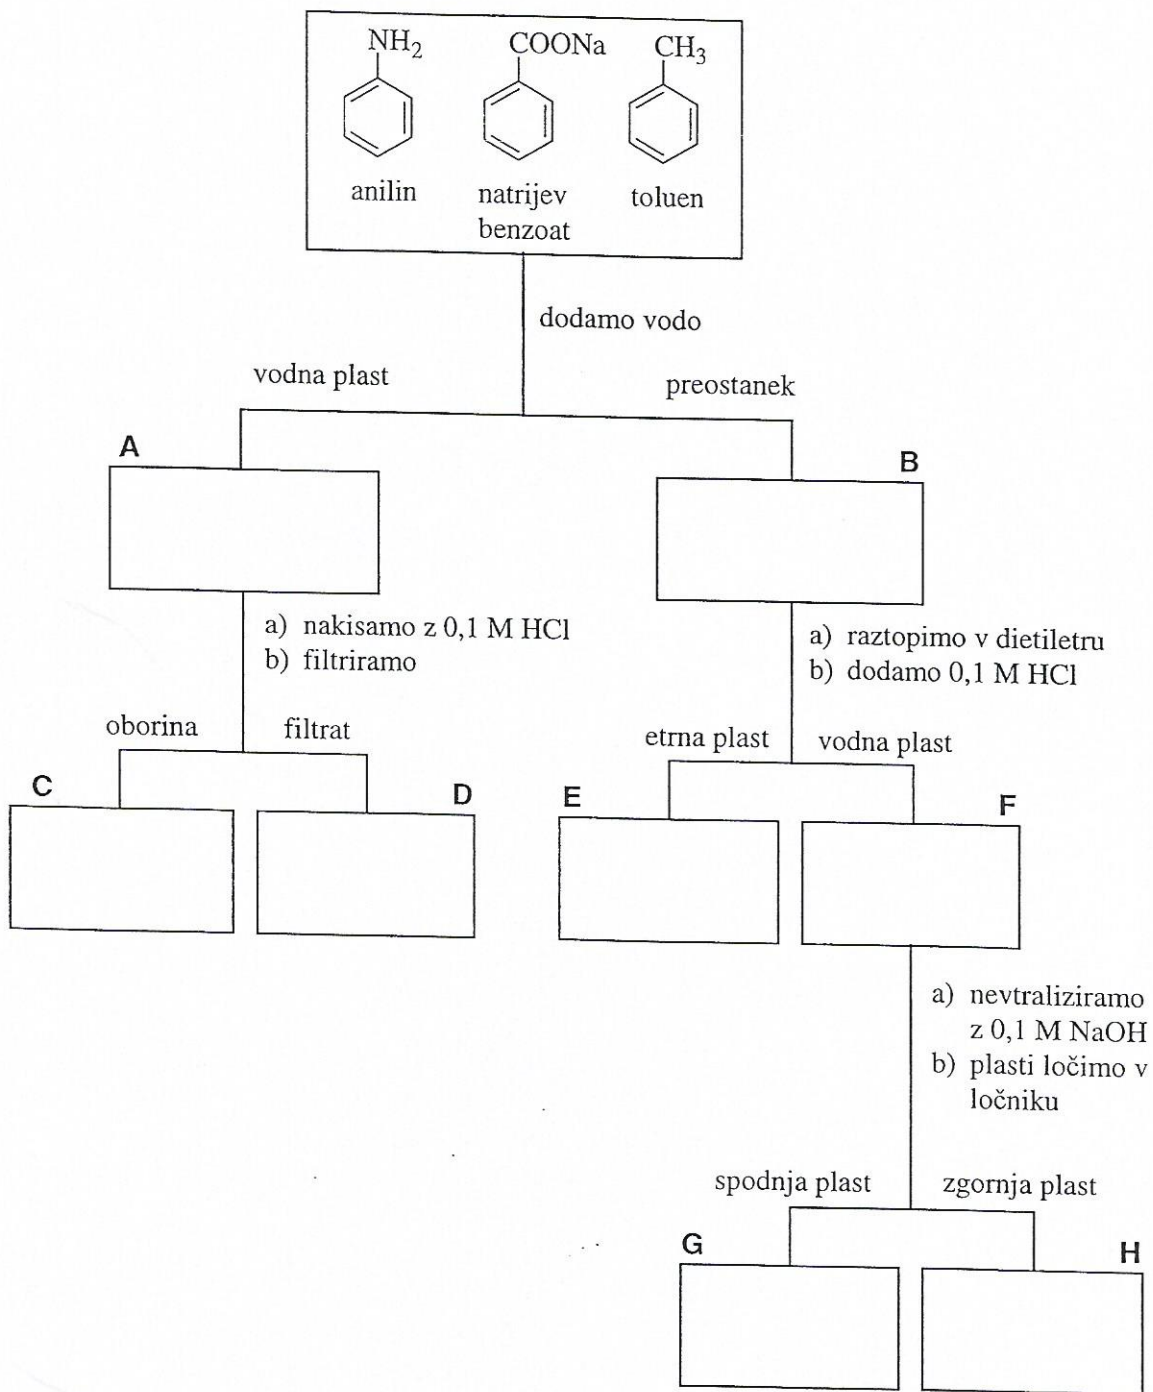 NH2
COONa
CH3
anilin
natrijev
benzoat
toluen
dodamo vodo
vodna plast
preostanek
A
B
a) nakisamo z 0,1 M HCl
b) filtriramo
a) raztopimo v dietiletru
b) dodamo 0,1 M HCl
oborina
filtrat
etrna plast
vodna plast
C
D
E
F
a) nevtraliziramo
z 0,1 M NaOH
b) plasti ločimo v
ločniku
spodnja plast
zgornja plast
G
H